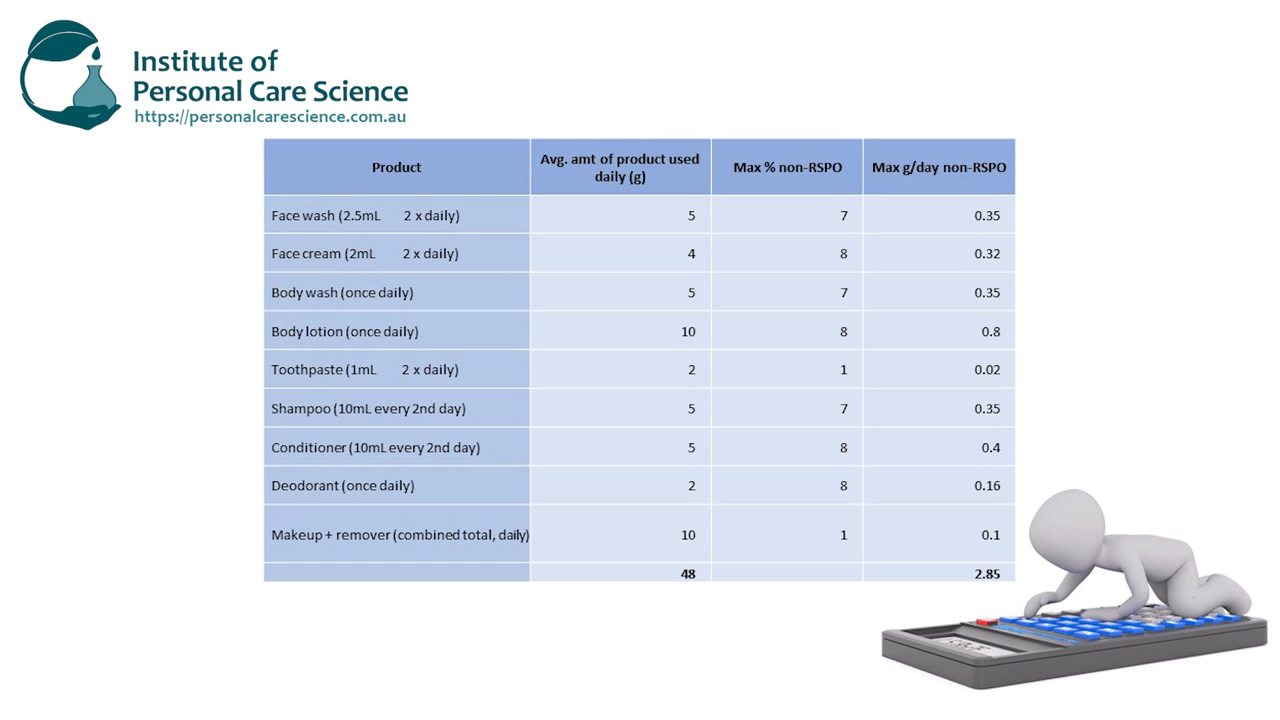 Institute of
Personal Care Science
https://personalcarescience.com.au
Product Avg. amt of product used daily (g) Max % non-RSPO Max g/day non-RSPO
Face wash (2.5mL 2 x daily) 5 7 0.35
Face cream (2mL 2 x daily) 4 8 0.32
Body wash (once daily) 5 7 0.35
Body lotion (once daily) 10 8 0.8
Toothpaste (1mL 2 x daily) 2 1 0.02
Shampoo (10mL every 2nd day) 5 7 0.35
Conditioner (10mL every 2nd day) 5 8 0.4
Deodorant (once daily) 2 8 0.16
Makeup + remover (combined total, daily) 10 1 0.1
48 2.85